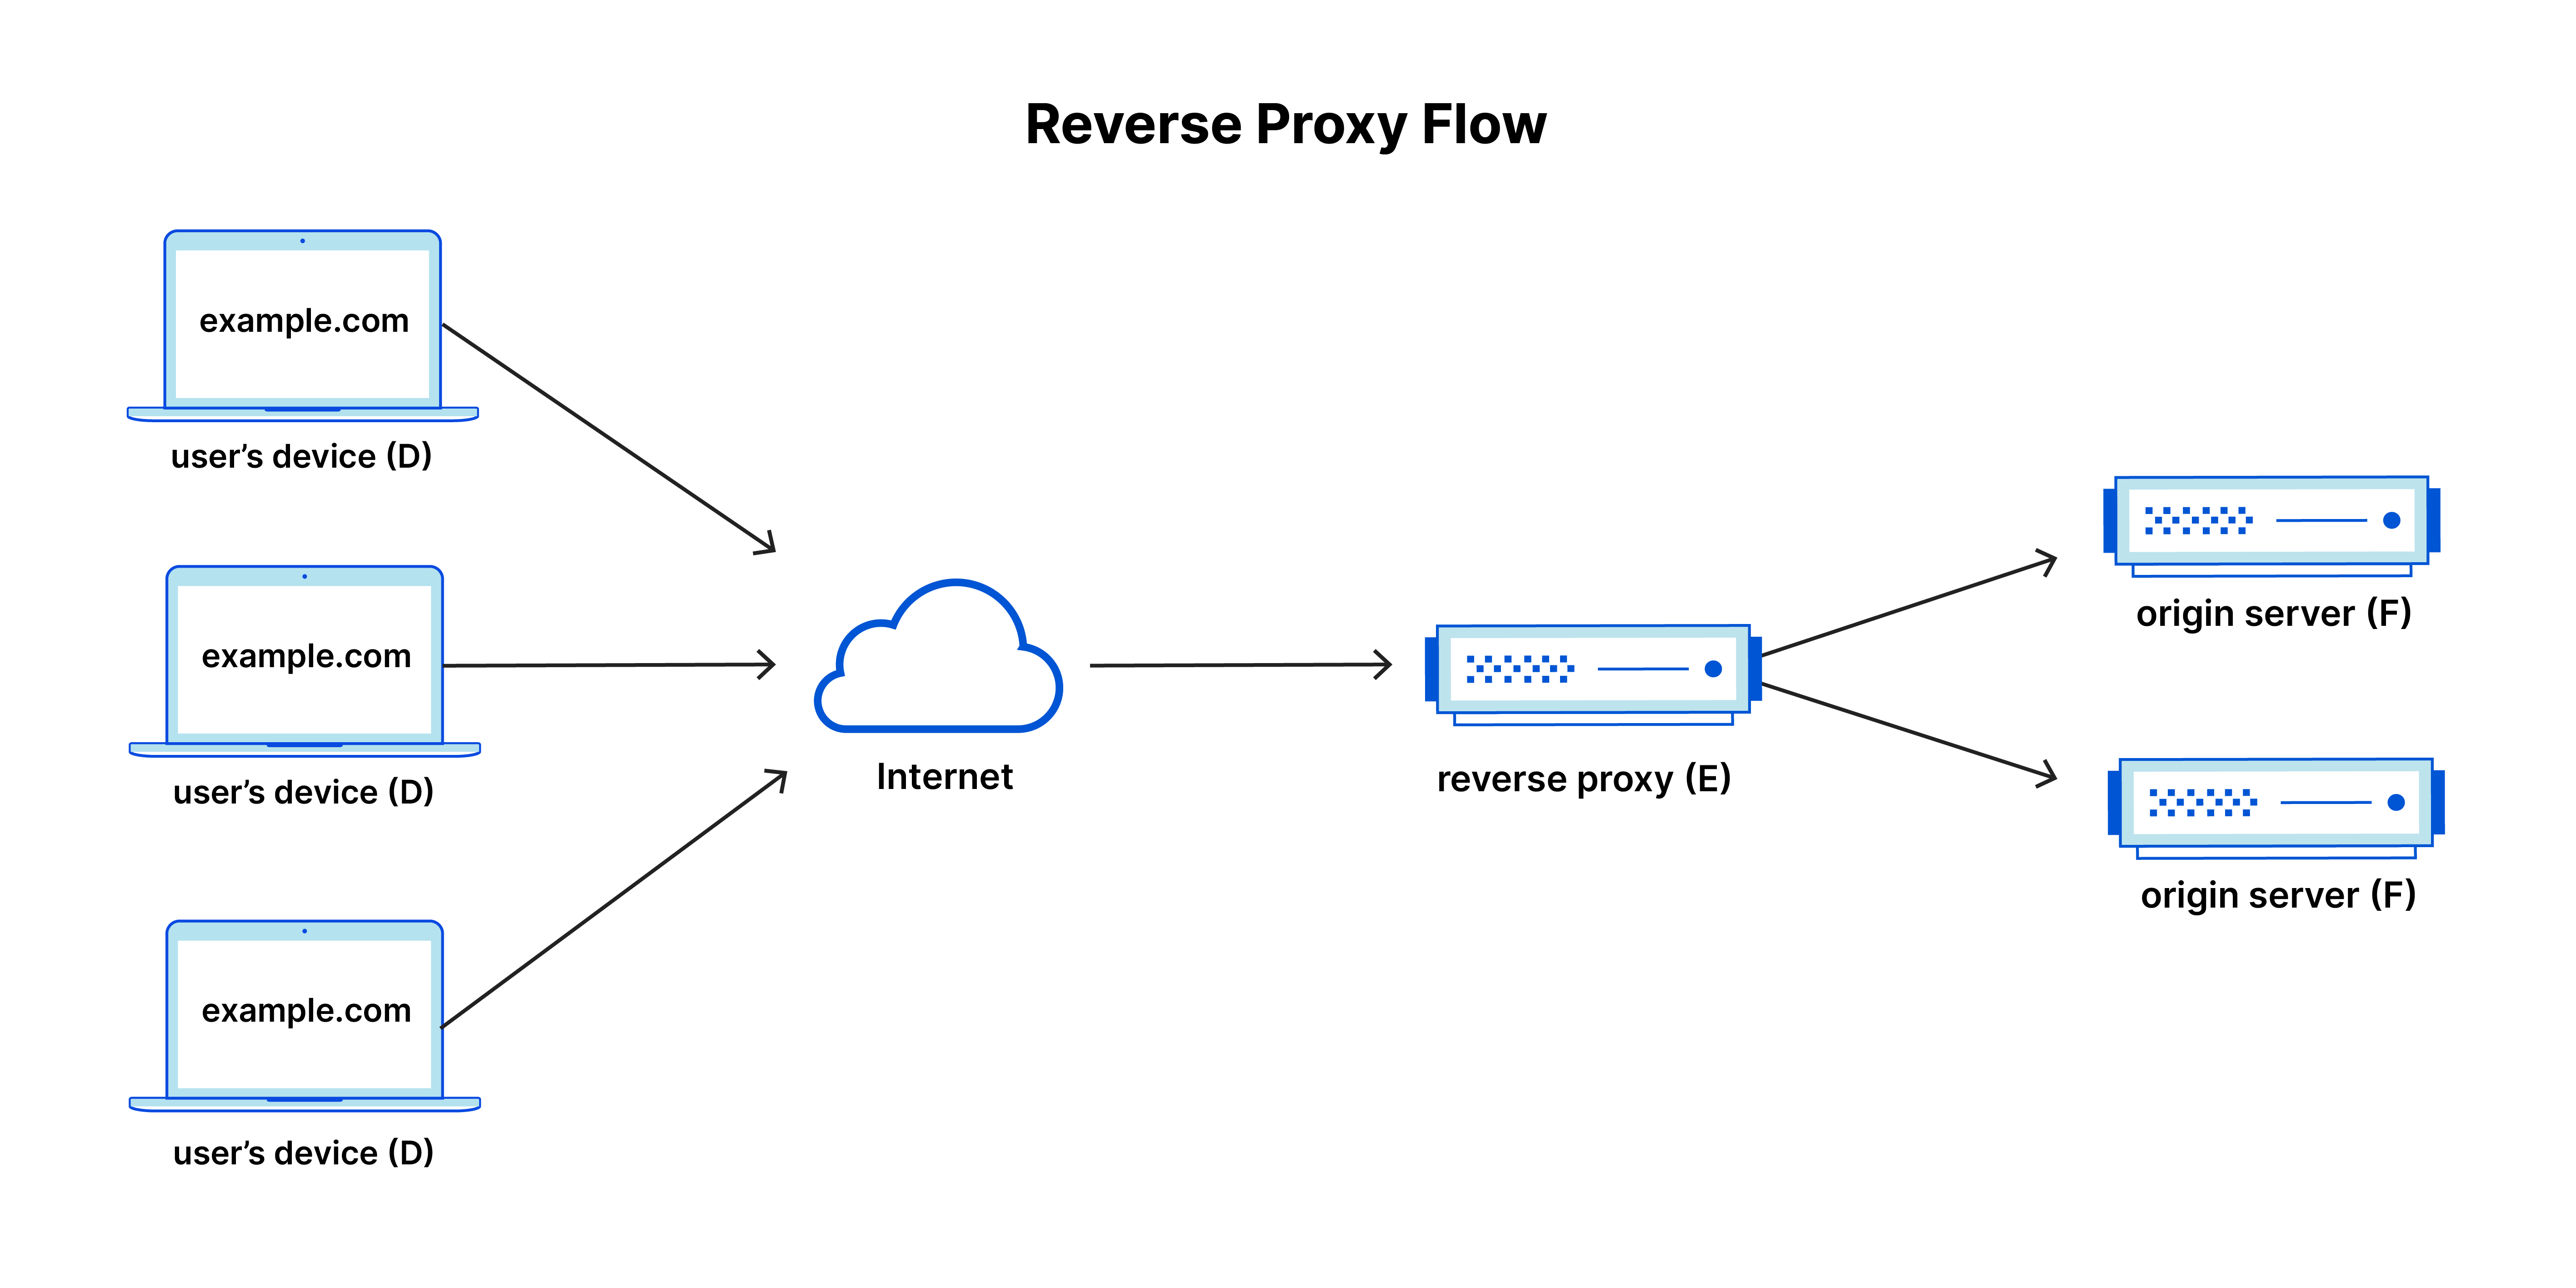 Reverse Proxy Flow
example.com
user’s device (D)
example.com
user’s device (D)
example.com
user’s device (D)
Internet
reverse proxy (E)
origin server (F)
origin server (F)